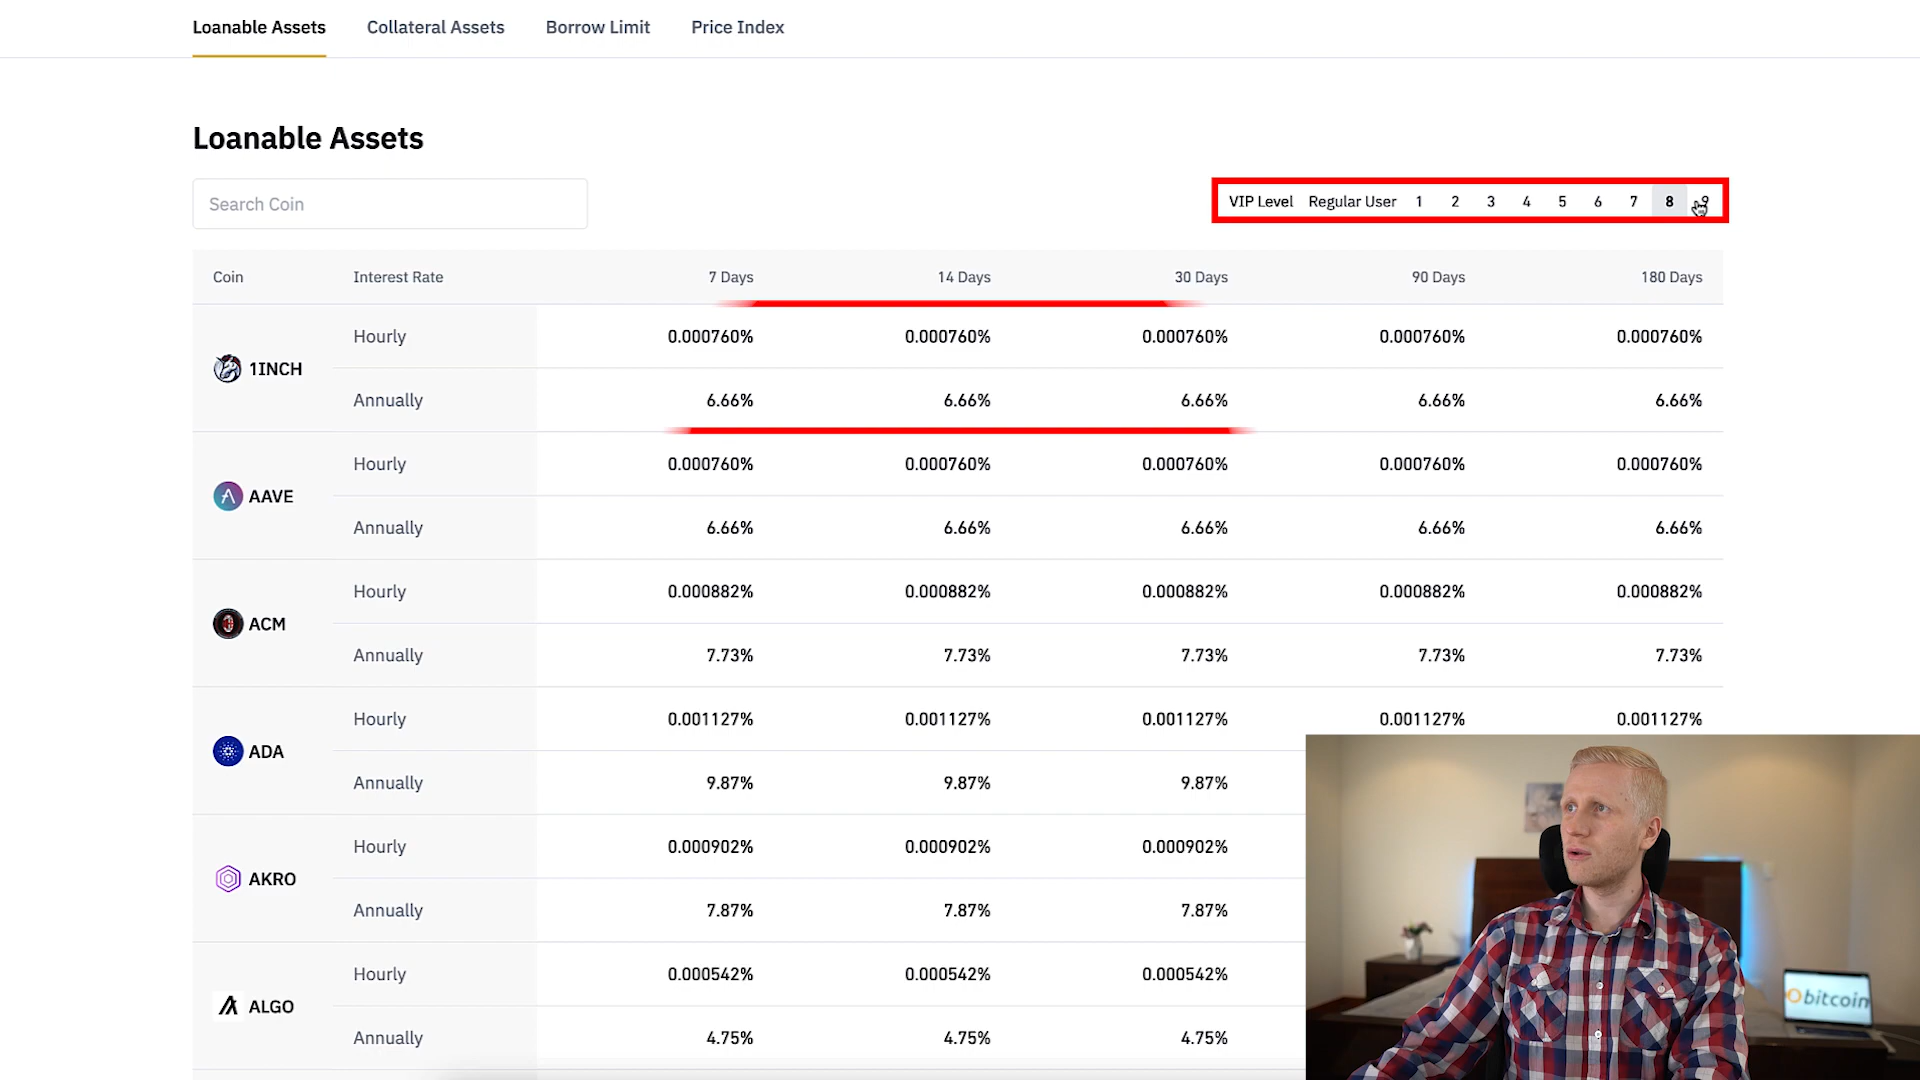 Loanable Assets Collateral Assets Borrow Limit Price Index
Loanable Assets
Search Coin
VIP Level Regular User 1 2 3 4 5 6 7 8 9
Coin Interest Rate 7 Days 14 Days 30 Days 90 Days 180 Days
1INCH
Hourly 0.000760% 0.000760% 0.000760% 0.000760% 0.000760%
Annually 6.66% 6.66% 6.66% 6.66% 6.66%
AAVE
Hourly 0.000760% 0.000760% 0.000760% 0.000760% 0.000760%
Annually 6.66% 6.66% 6.66% 6.66% 6.66%
ACM
Hourly 0.000882% 0.000882% 0.000882% 0.000882% 0.000882%
Annually 7.73% 7.73% 7.73% 7.73% 7.73%
ADA
Hourly 0.001127% 0.001127% 0.001127% 0.001127% 0.001127%
Annually 9.87% 9.87% 9.87%
AKRO
Hourly 0.000902% 0.000902% 0.000902%
Annually 7.87% 7.87% 7.87%
ALGO
Hourly 0.000542% 0.000542% 0.000542%
Annually 4.75% 4.75% 4.75%
bitcoin